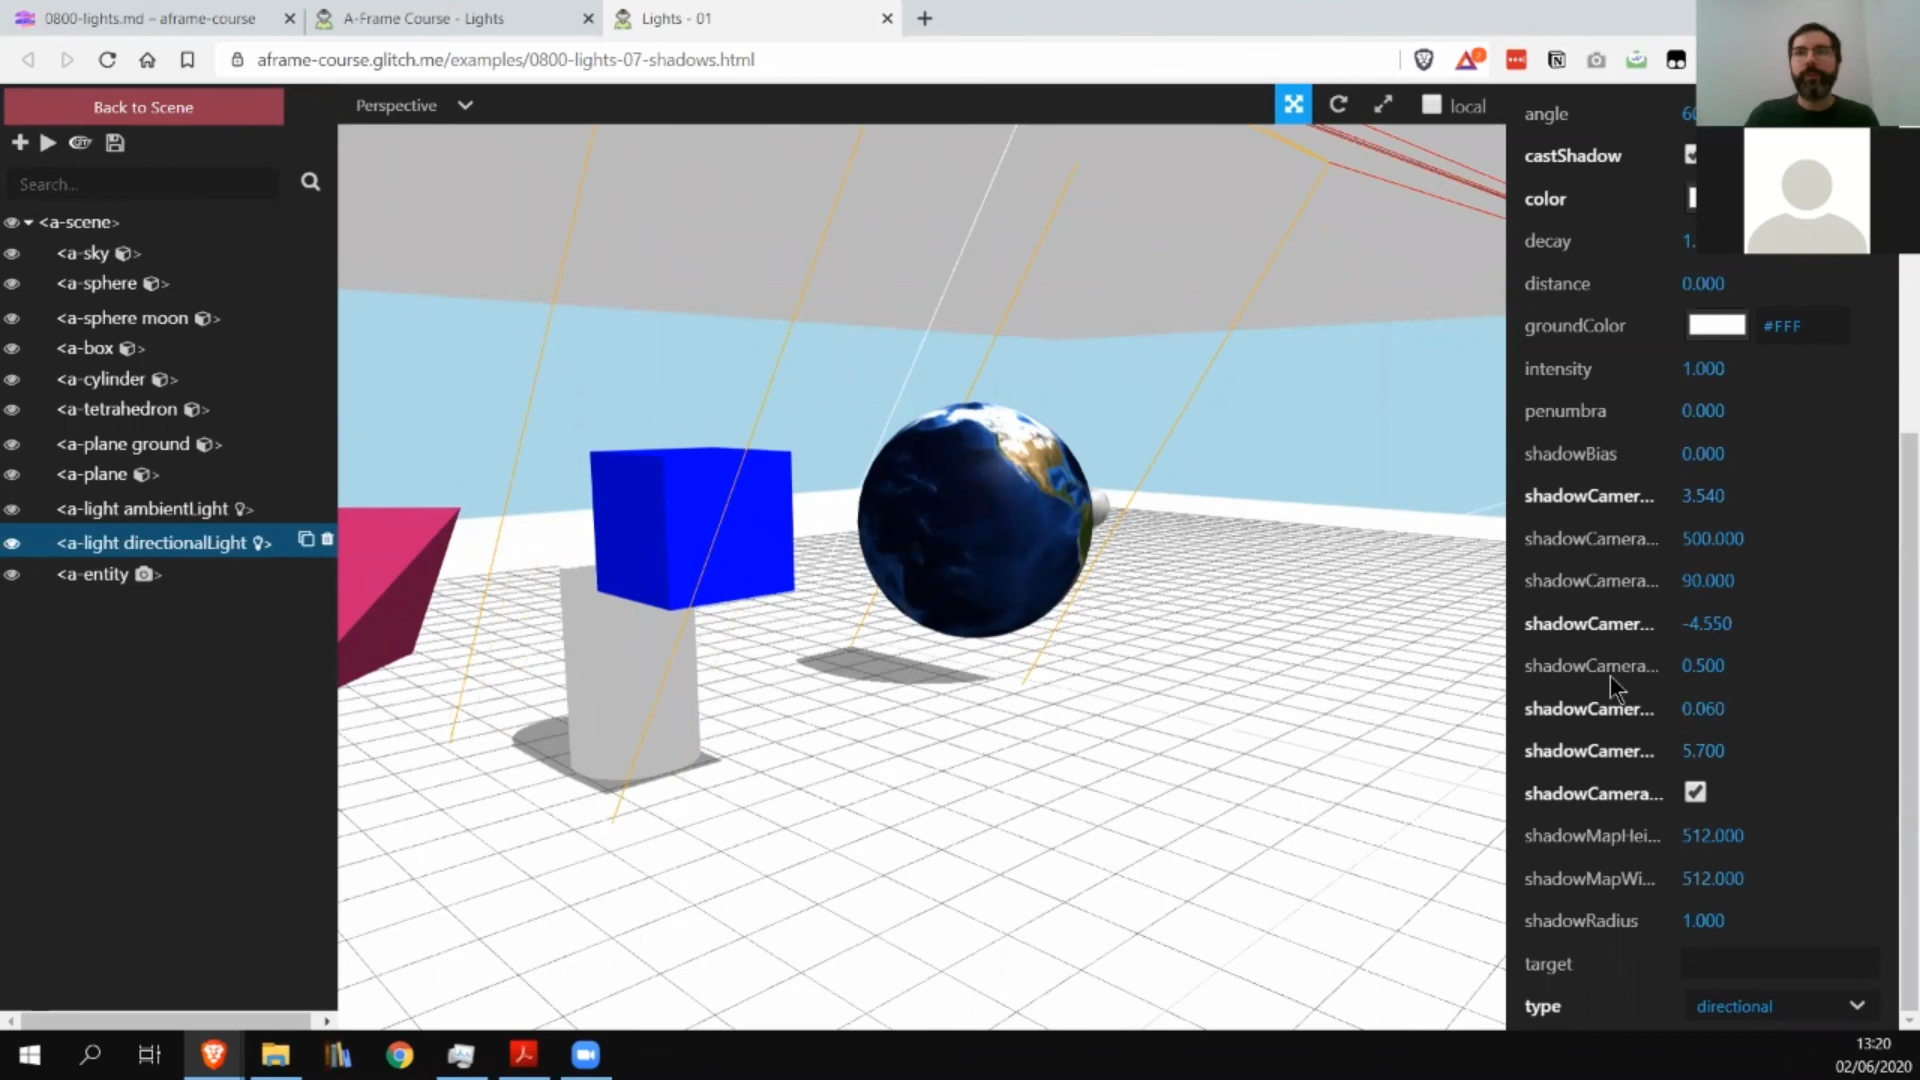 0800-lights.md – aframe-course
A-Frame Course - Lights
Lights - 01
aframe-course.glitch.me/examples/0800-lights-07-shadows.html
2
Back to Scene
Perspective
local
Search...
<a-scene>
<a-sky >
<a-sphere >
<a-sphere moon >
<a-box >
<a-cylinder >
<a-tetrahedron >
<a-plane ground >
<a-plane >
<a-light ambientLight >
<a-light directionalLight >
<a-entity >
angle
castShadow
color
decay 1.
distance 0.000
groundColor #FFF
intensity 1.000
penumbra 0.000
shadowBias 0.000
shadowCamer... 3.540
shadowCamera... 500.000
shadowCamera... 90.000
shadowCamer... -4.550
shadowCamera... 0.500
shadowCamer... 0.060
shadowCamer... 5.700
shadowCamera...
shadowMapHei... 512.000
shadowMapWi... 512.000
shadowRadius 1.000
target
type directional
13:20
02/06/2020